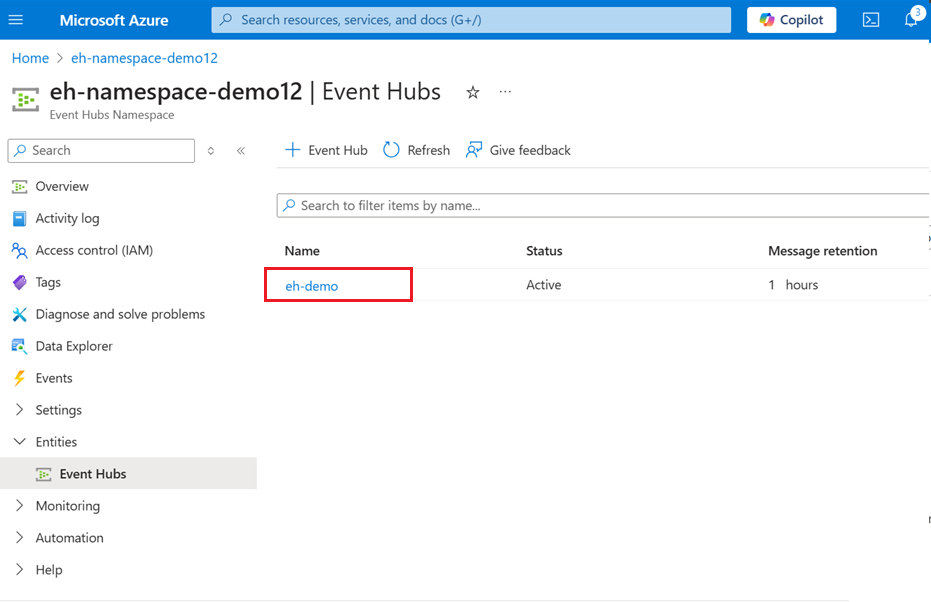 Microsoft Azure
Search resources, services, and docs (G+/)
Copilot
3
Home > eh-namespace-demo12
eh-namespace-demo12 | Event Hubs
Event Hubs Namespace
Search
Event Hub
Refresh
Give feedback
Overview
Activity log
Access control (IAM)
Tags
Diagnose and solve problems
Data Explorer
Events
Settings
Entities
Event Hubs
Monitoring
Automation
Help
Search to filter items by name...
Name Status Message retention
eh-demo Active 1 hours